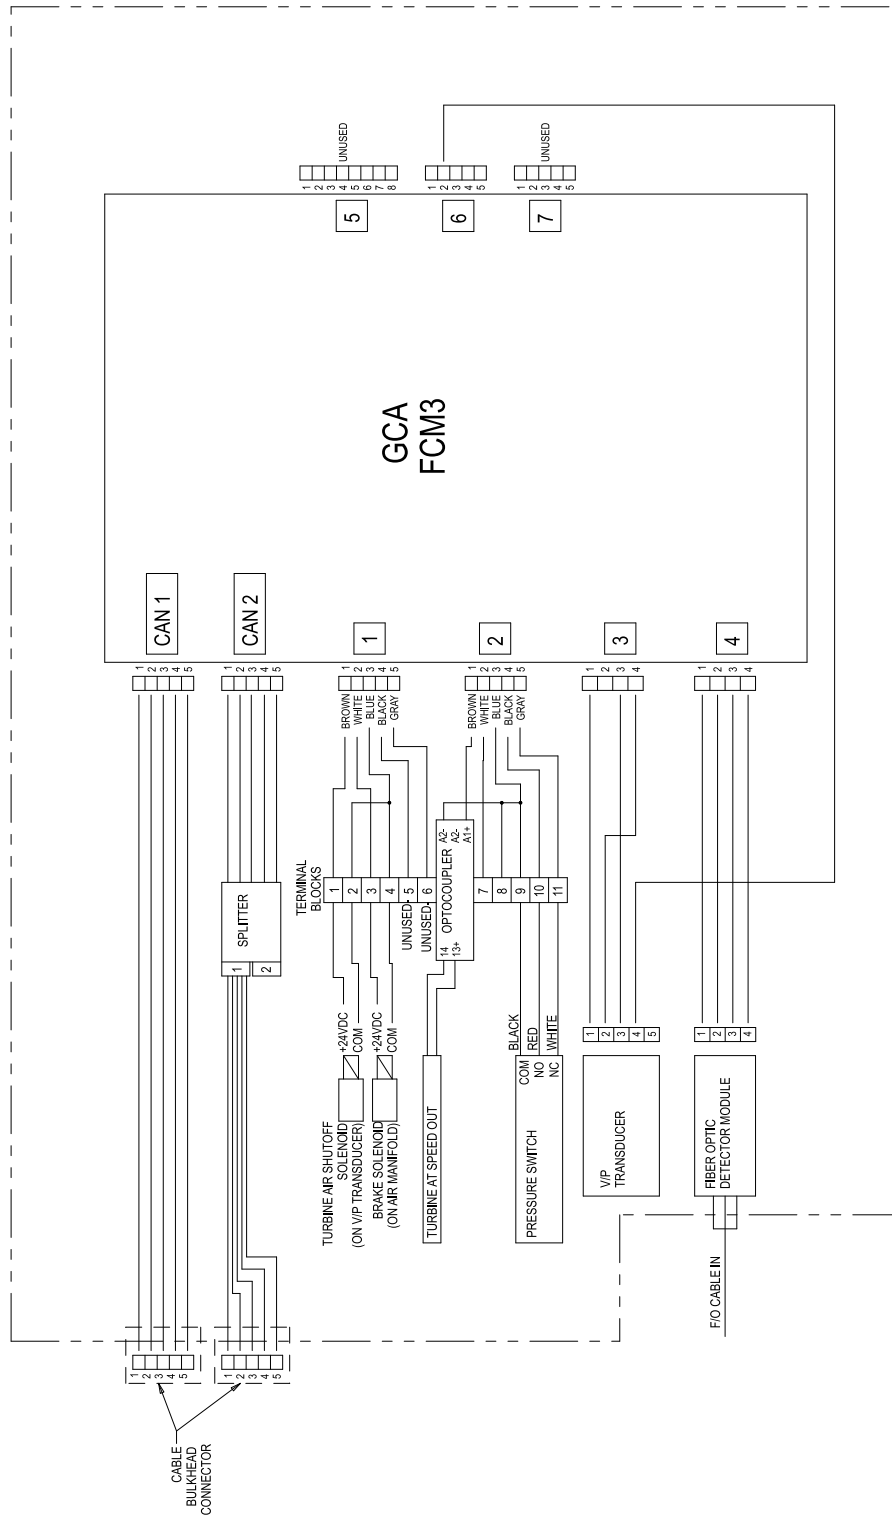 CABLE
BULKHEAD
CONNECTOR
1
2
3
4
5
1
2
3
4
5
CAN 1
1
2
3
4
5
SPLITTER
1
2
CAN 2
1
2
3
4
5
TURBINE AIR SHUTOFF
SOLENOID
(ON V/P TRANSDUCER)
+24VDC
COM
BRAKE SOLENOID
(ON AIR MANIFOLD)
+24VDC
COM
TERMINAL
BLOCKS
1
2
3
4
5
6
UNUSED
UNUSED
BROWN
WHITE
BLUE
BLACK
GRAY
1
2
3
4
5
1
TURBINE AT SPEED OUT
14
13+
OPTOCOUPLER
A2-
A2-
A1+
7
8
9
10
11
BROWN
WHITE
BLUE
BLACK
GRAY
1
2
3
4
5
2
PRESSURE SWITCH
COM
NO
NC
BLACK
RED
WHITE
V/P
TRANSDUCER
1
2
3
4
5
1
2
3
4
3
F/O CABLE IN
FIBER OPTIC
DETECTOR MODULE
1
2
3
4
1
2
3
4
4
GCA
FCM3
5
1
2
3
4
5
6
7
8
UNUSED
6
1
2
3
4
5
7
1
2
3
4
5
UNUSED